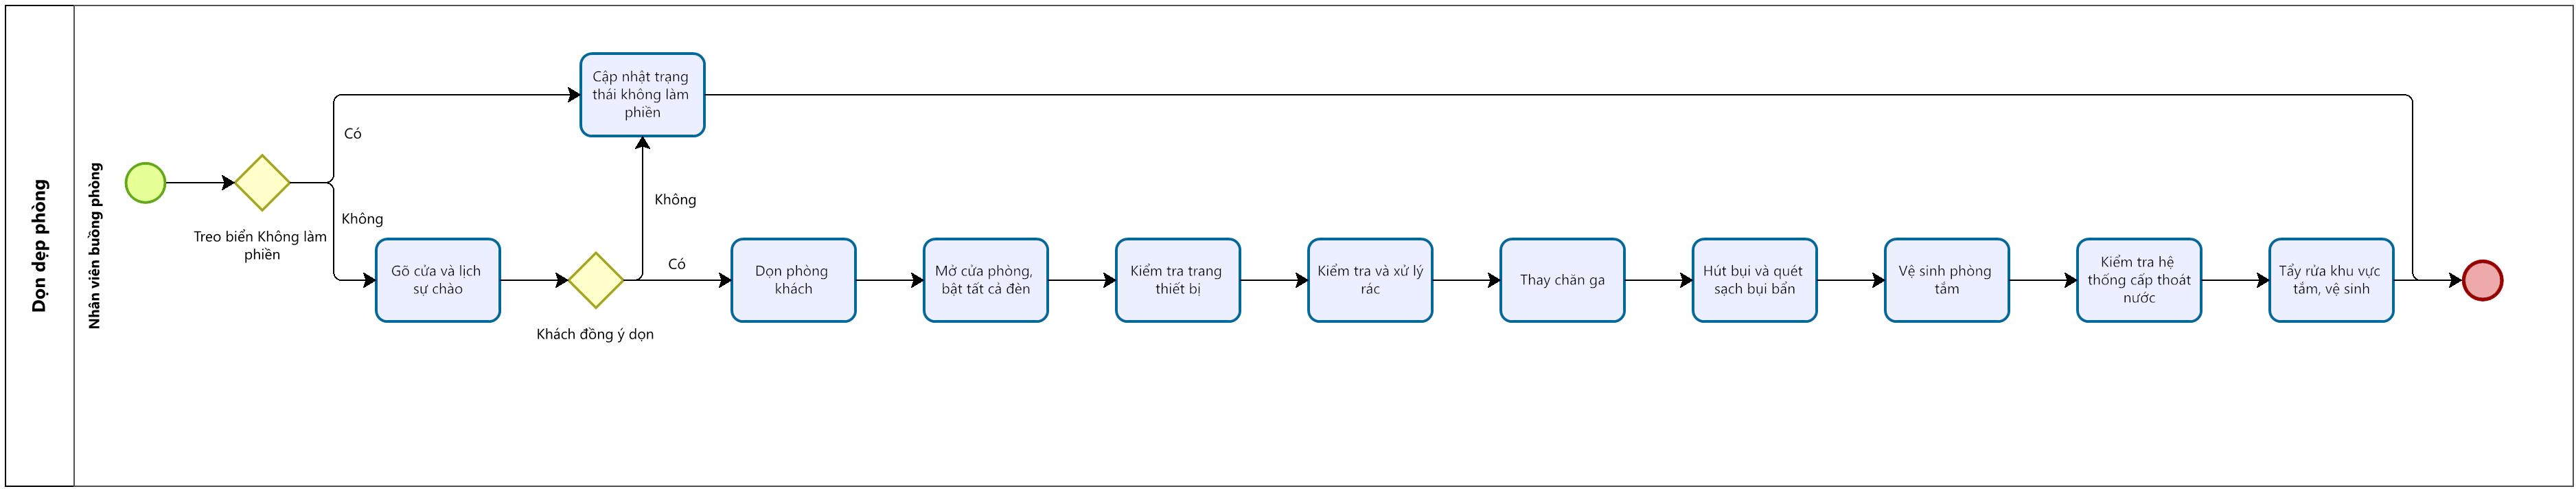 Dọn dẹp phòng
Nhân viên buồng phòng
Treo biển Không làm
phiền
Có
Không
Cập nhật trạng
thái không làm
phiền
Gõ cửa và lịch
sự chào
Khách đồng ý dọn
Không
Có
Dọn phòng
khách
Mở cửa phòng,
bật tất cả đèn
Kiểm tra trang
thiết bị
Kiểm tra và xử lý
rác
Thay chăn ga
Hút bụi và quét
sạch bụi bẩn
Vệ sinh phòng
tắm
Kiểm tra hệ
thống cấp thoát
nước
Tẩy rửa khu vực
tắm, vệ sinh